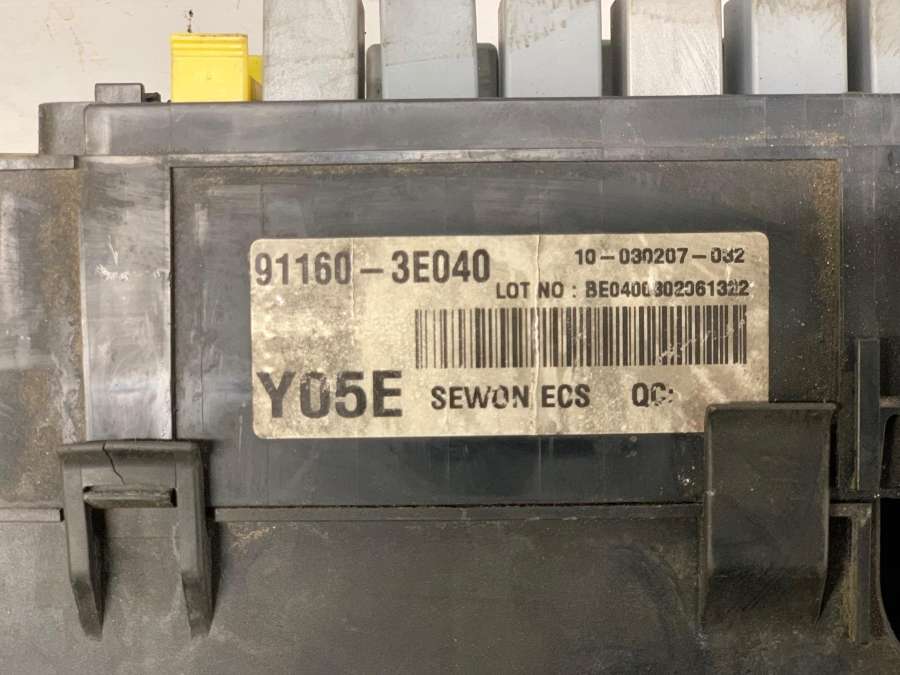 91160-3E040
10-030207-032
LOT NO : BE0400302061322
Y05E SEWON ECS QC: